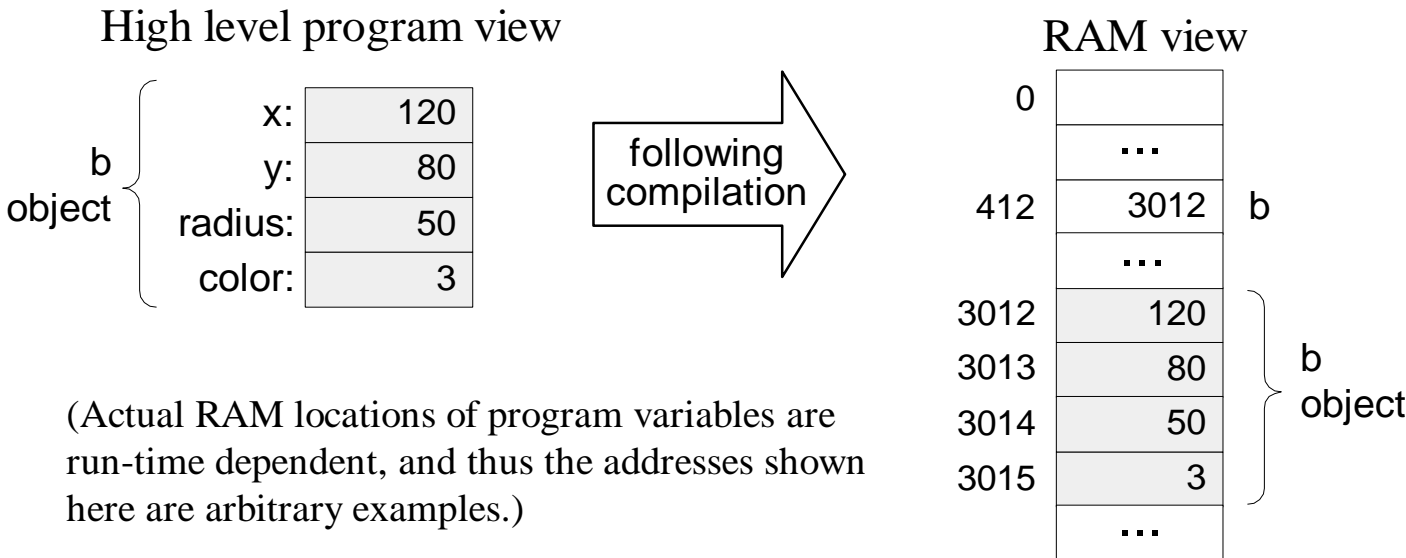 High level program view
b
object
x: 120
y: 80
radius: 50
color: 3
following
compilation
(Actual RAM locations of program variables are
run-time dependent, and thus the addresses shown
here are arbitrary examples.)
RAM view
0
...
412 3012 b
...
3012 120
3013 80
3014 50
3015 3
...
b
object